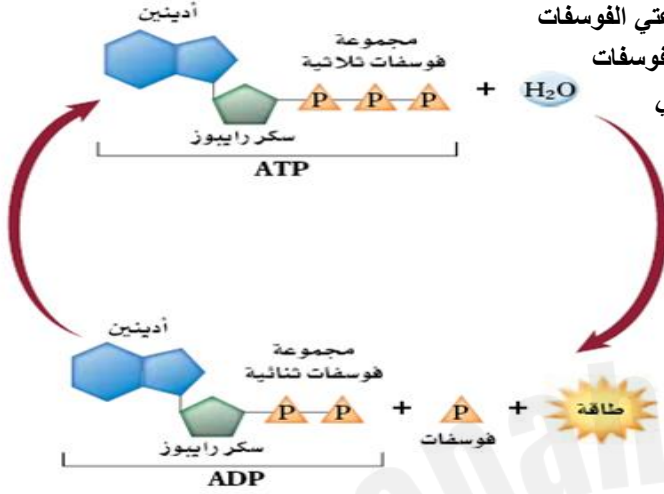 عتي الفوسفات
فوسفات
ي
أدينين
مجموعة
فوسفات ثلاثية
P P P + H₂O
سكر رايبوز
ATP
أدينين
مجموعة
فوسفات ثنائية
P P + P + طاقة
فوسفات
سكر رايبوز
ADP